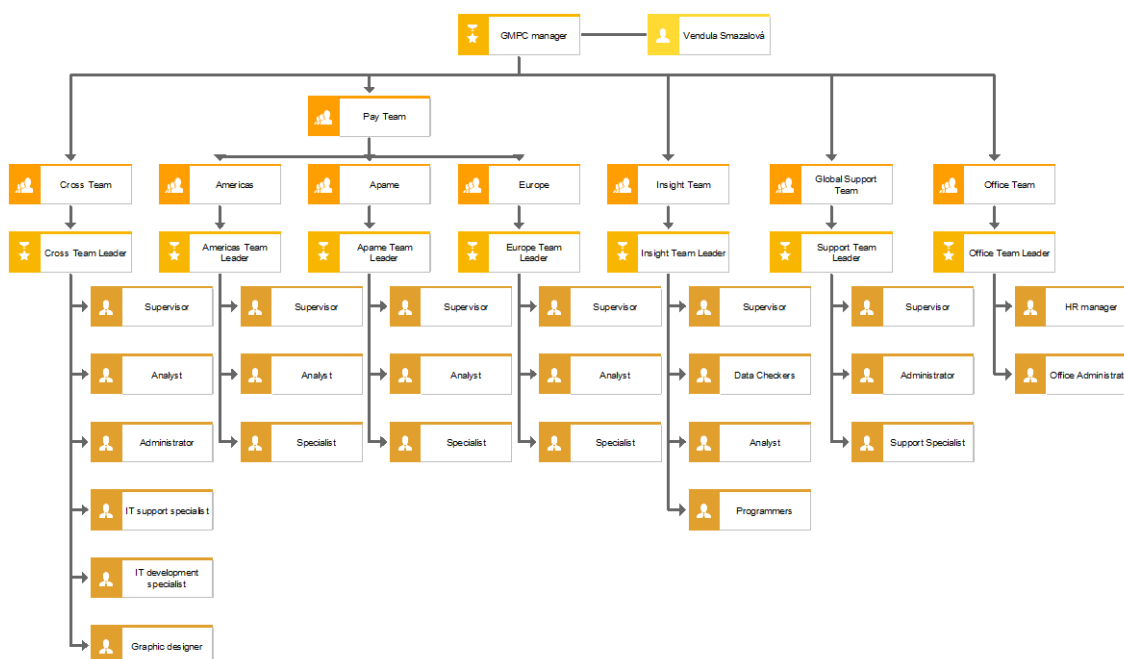 GMPC manager
Vendula Smazalová
Pay Team
Cross Team
Americas
Apame
Europe
Insight Team
Global Support
Team
Office Team
Cross Team Leader
Americas Team
Leader
Apame Team
Leader
Europe Team
Leader
Insight Team Leader
Support Team
Leader
Office Team Leader
Supervisor
Supervisor
Supervisor
Supervisor
Supervisor
Supervisor
HR manager
Analyst
Analyst
Analyst
Analyst
Data Checkers
Administrator
Office Administrat
Administrator
Specialist
Specialist
Specialist
Analyst
Support Specialist
IT support specialist
Programmers
IT development
specialist
Graphic designer